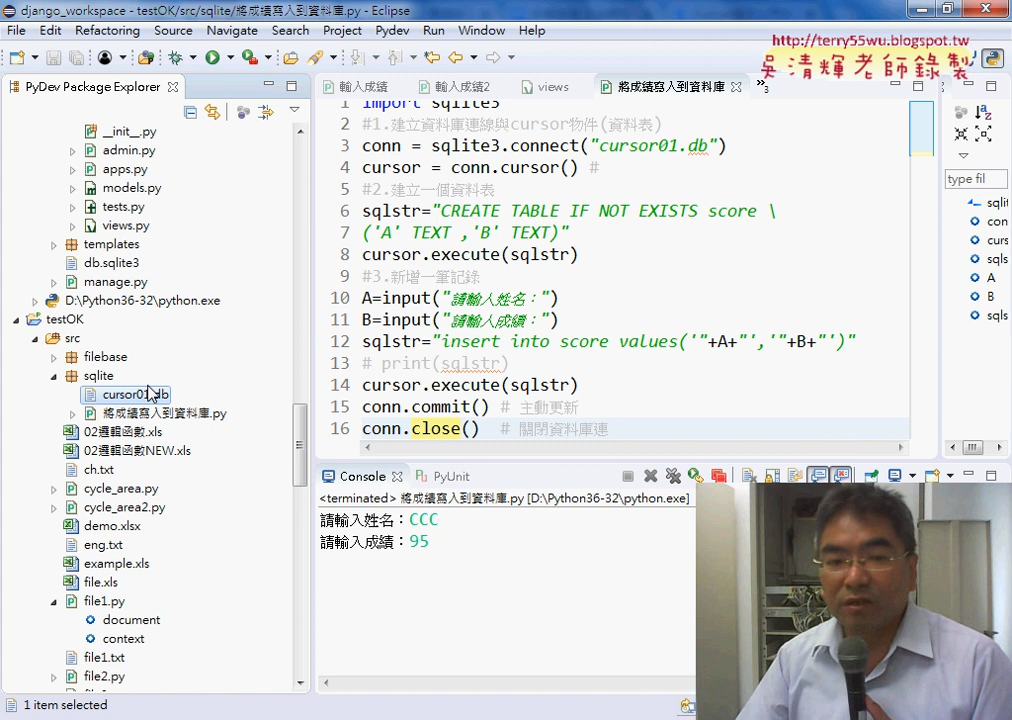 django_workspace - testOK/src/sqlite/將成績寫入到資料庫.py - Eclipse
File Edit Refactoring Source Navigate Search Project Pydev Run Window Help
http://terry55wu.blogspot.tw
吳清輝老師錄製
PyDev Package Explorer
__init__.py
admin.py
apps.py
models.py
tests.py
views.py
templates
db.sqlite3
manage.py
D:\Python36-32\python.exe
testOK
src
filebase
sqlite
cursor01.db
將成績寫入到資料庫.py
02邏輯函數.xls
02邏輯函數NEW.xls
ch.txt
cycle_area.py
cycle_area2.py
demo.xlsx
eng.txt
example.xls
file.xls
file1.py
document
context
file1.txt
file2.py
1 item selected
輸入成績 輸入成績2 views 將成績寫入到資料庫 »3
1 import sqlite3
2 #1.建立資料庫連線與cursor物件(資料表)
3 conn = sqlite3.connect("cursor01.db")
4 cursor = conn.cursor() #
5 #2.建立一個資料表
6 sqlstr="CREATE TABLE IF NOT EXISTS score \
7 ('A' TEXT ,'B' TEXT)"
8 cursor.execute(sqlstr)
9 #3.新增一筆記錄
10 A=input("請輸入姓名：")
11 B=input("請輸入成績：")
12 sqlstr="insert into score values('"+A+"','"+B+"')"
13 # print(sqlstr)
14 cursor.execute(sqlstr)
15 conn.commit() # 主動更新
16 conn.close() # 關閉資料庫連
type fil
sqlit
con
curs
sqls
A
B
sqls
Console PyUnit
<terminated> 將成績寫入到資料庫.py [D:\Python36-32\python.exe]
請輸入姓名：CCC
請輸入成績：95